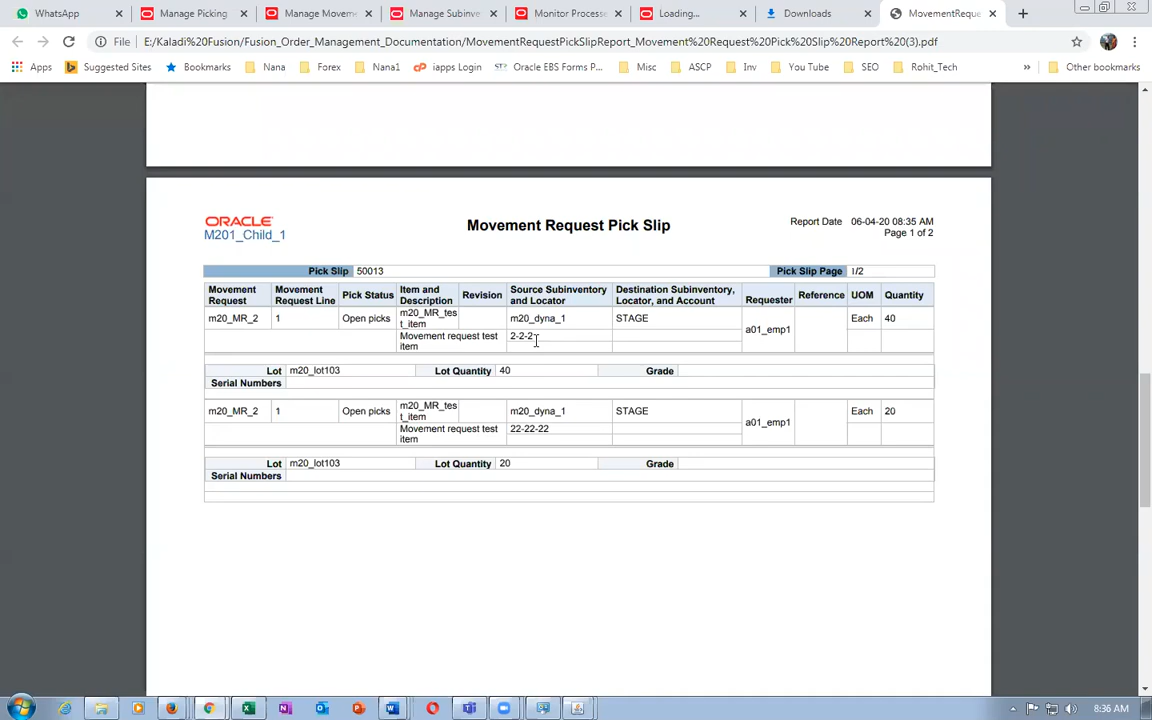 WhatsApp
Manage Picking
Manage Movem
Manage Subinve
Monitor Processe
Loading...
Downloads
MovementReque
File E:/Kaladi%20Fusion/Fusion_Order_Management_Documentation/MovementRequestPickSlipReport_Movement%20Request%20Pick%20Slip%20Report%20(3).pdf
Apps Suggested Sites Bookmarks Nana Forex Nana1 iapps Login Oracle EBS Forms P... Misc ASCP Inv You Tube SEO Rohit_Tech » Other bookmarks
ORACLE
M201_Child_1
Movement Request Pick Slip
Report Date 06-04-20 08:35 AM
Page 1 of 2
Pick Slip 50013 Pick Slip Page 1/2
Movement Request Movement Request Line Pick Status Item and Description Revision Source Subinventory and Locator Destination Subinventory, Locator, and Account Requester Reference UOM Quantity
m20_MR_2 1 Open picks m20_MR_tes t_item m20_dyna_1 STAGE a01_emp1 Each 40
Movement request test item 2-2-2
Lot m20_lot103 Lot Quantity 40 Grade
Serial Numbers
m20_MR_2 1 Open picks m20_MR_tes t_item m20_dyna_1 STAGE a01_emp1 Each 20
Movement request test item 22-22-22
Lot m20_lot103 Lot Quantity 20 Grade
Serial Numbers
8:36 AM